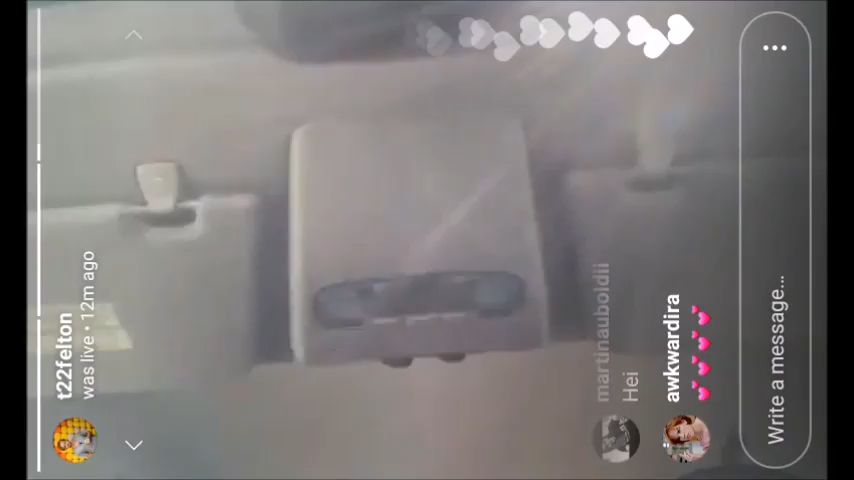 t22felton
was live • 12m ago
martinauboldii
Hei
awkwardira
Write a message...